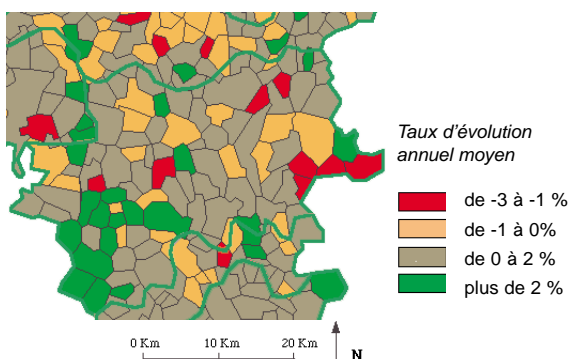 Taux d'évolution
annuel moyen
de -3 à -1 %
de -1 à 0%
de 0 à 2 %
plus de 2 %
0 Km 10 Km 20 Km
N